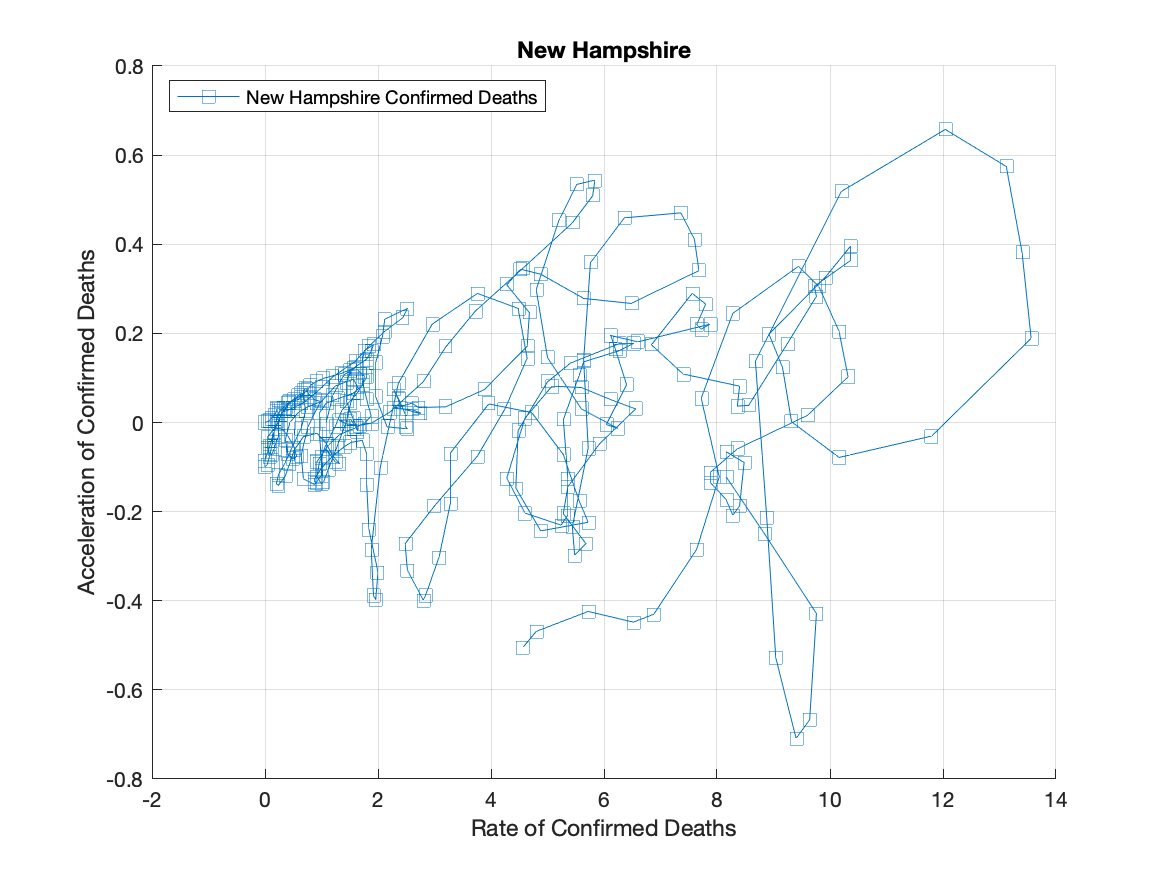 New Hampshire
0.8
New Hampshire Confirmed Deaths
0.6
0.4
0.2
0
-0.2
-0.4
-0.6
-0.8
Acceleration of Confirmed Deaths
-2 0 2 4 6 8 10 12 14
Rate of Confirmed Deaths